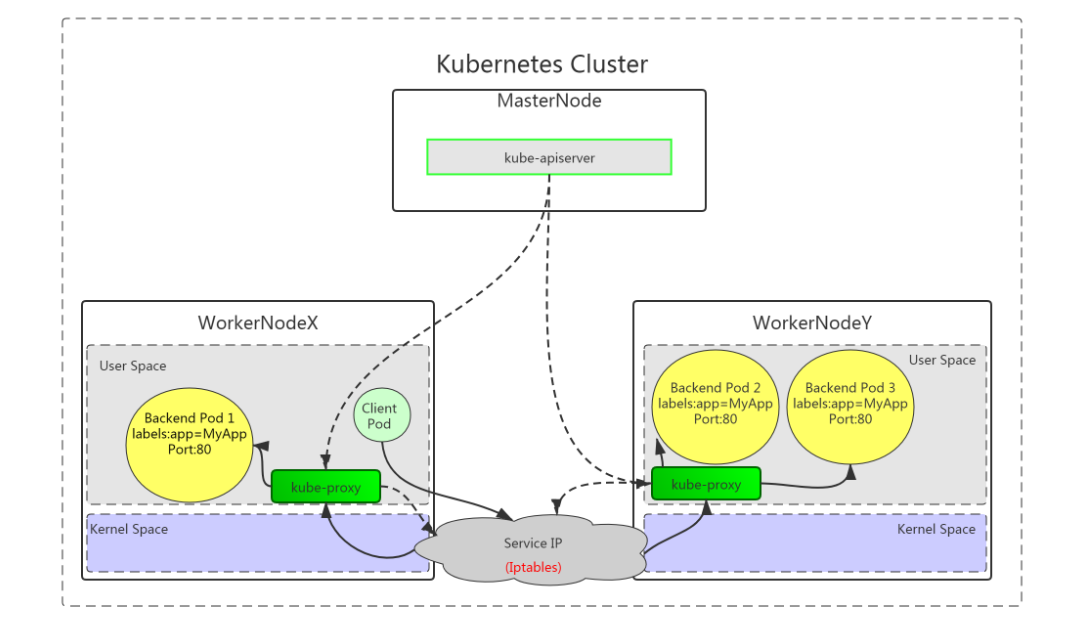 Kubernetes Cluster
MasterNode
kube-apiserver
WorkerNodeX
User Space
Backend Pod 1
labels:app=MyApp
Port:80
Client
Pod
kube-proxy
Kernel Space
WorkerNodeY
User Space
Backend Pod 2
labels:app=MyApp
Port:80
Backend Pod 3
labels:app=MyApp
Port:80
kube-proxy
Kernel Space
Service IP
(Iptables)